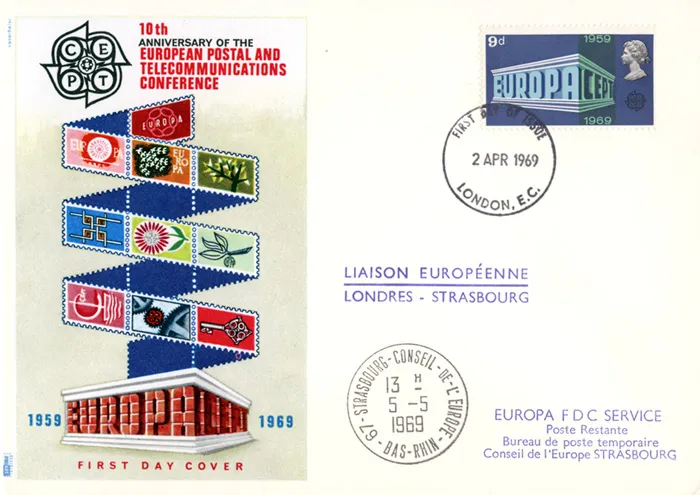 CEPT
10th
ANNIVERSARY OF THE
EUROPEAN POSTAL AND
TELECOMMUNICATIONS
CONFERENCE
EUROPA
EUROPA
EUROPA
1959
EUROPA
1969
FIRST DAY COVER
9d
1959
EUROPA CEPT
1969
FIRST DAY OF ISSUE
2 APR 1969
LONDON, E.C.
LIAISON EUROPÉENNE
LONDRES - STRASBOURG
67-STRASBOURG-CONSEIL-DE-L'EUROPE-
13 H
5-5
1969
BAS-RHIN
EUROPA F D C SERVICE
Poste Restante
Bureau de poste temporaire
Conseil de l'Europe STRASBOURG